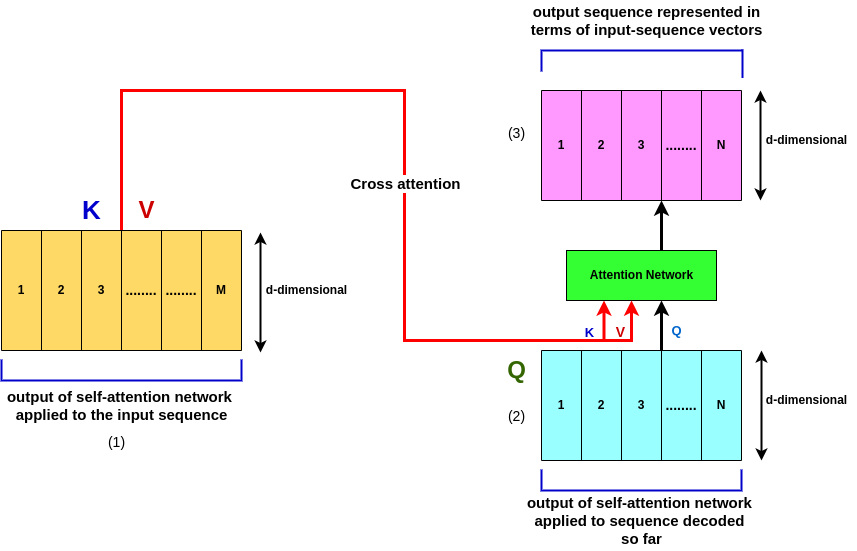 output sequence represented in
terms of input-sequence vectors
(3)
1 2 3 ........ N
d-dimensional
Cross attention
K V
1 2 3 ........ ........ M
d-dimensional
output of self-attention network
applied to the input sequence
(1)
Attention Network
K V Q
Q
(2)
1 2 3 ........ N
d-dimensional
output of self-attention network
applied to sequence decoded
so far